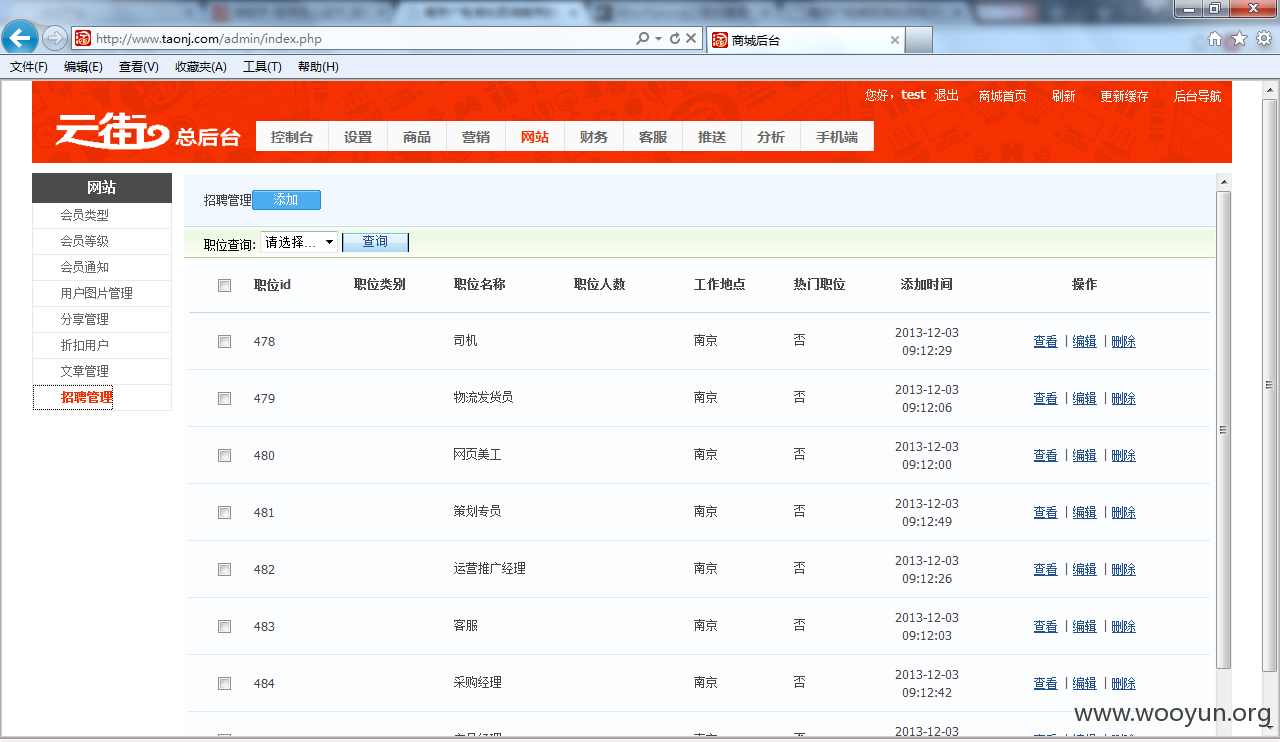 http://www.taonj.com/admin/index.php
商城后台
文件(F) 编辑(E) 查看(V) 收藏夹(A) 工具(T) 帮助(H)
您好，test 退出 商城首页 刷新 更新缓存 后台导航
云街 总后台
控制台 设置 商品 营销 网站 财务 客服 推送 分析 手机端
网站
会员类型
会员等级
会员通知
用户图片管理
分享管理
折扣用户
文章管理
招聘管理
招聘管理 添加
职位查询: 请选择... 查询
职位id 职位类别 职位名称 职位人数 工作地点 热门职位 添加时间 操作
478 司机 南京 否 2013-12-03 09:12:29 查看 | 编辑 | 删除
479 物流发货员 南京 否 2013-12-03 09:12:06 查看 | 编辑 | 删除
480 网页美工 南京 否 2013-12-03 09:12:00 查看 | 编辑 | 删除
481 策划专员 南京 否 2013-12-03 09:12:49 查看 | 编辑 | 删除
482 运营推广经理 南京 否 2013-12-03 09:12:26 查看 | 编辑 | 删除
483 客服 南京 否 2013-12-03 09:12:03 查看 | 编辑 | 删除
484 采购经理 南京 否 2013-12-03 09:12:42 查看 | 编辑 | 删除
2013-12-03
www.wooyun.org